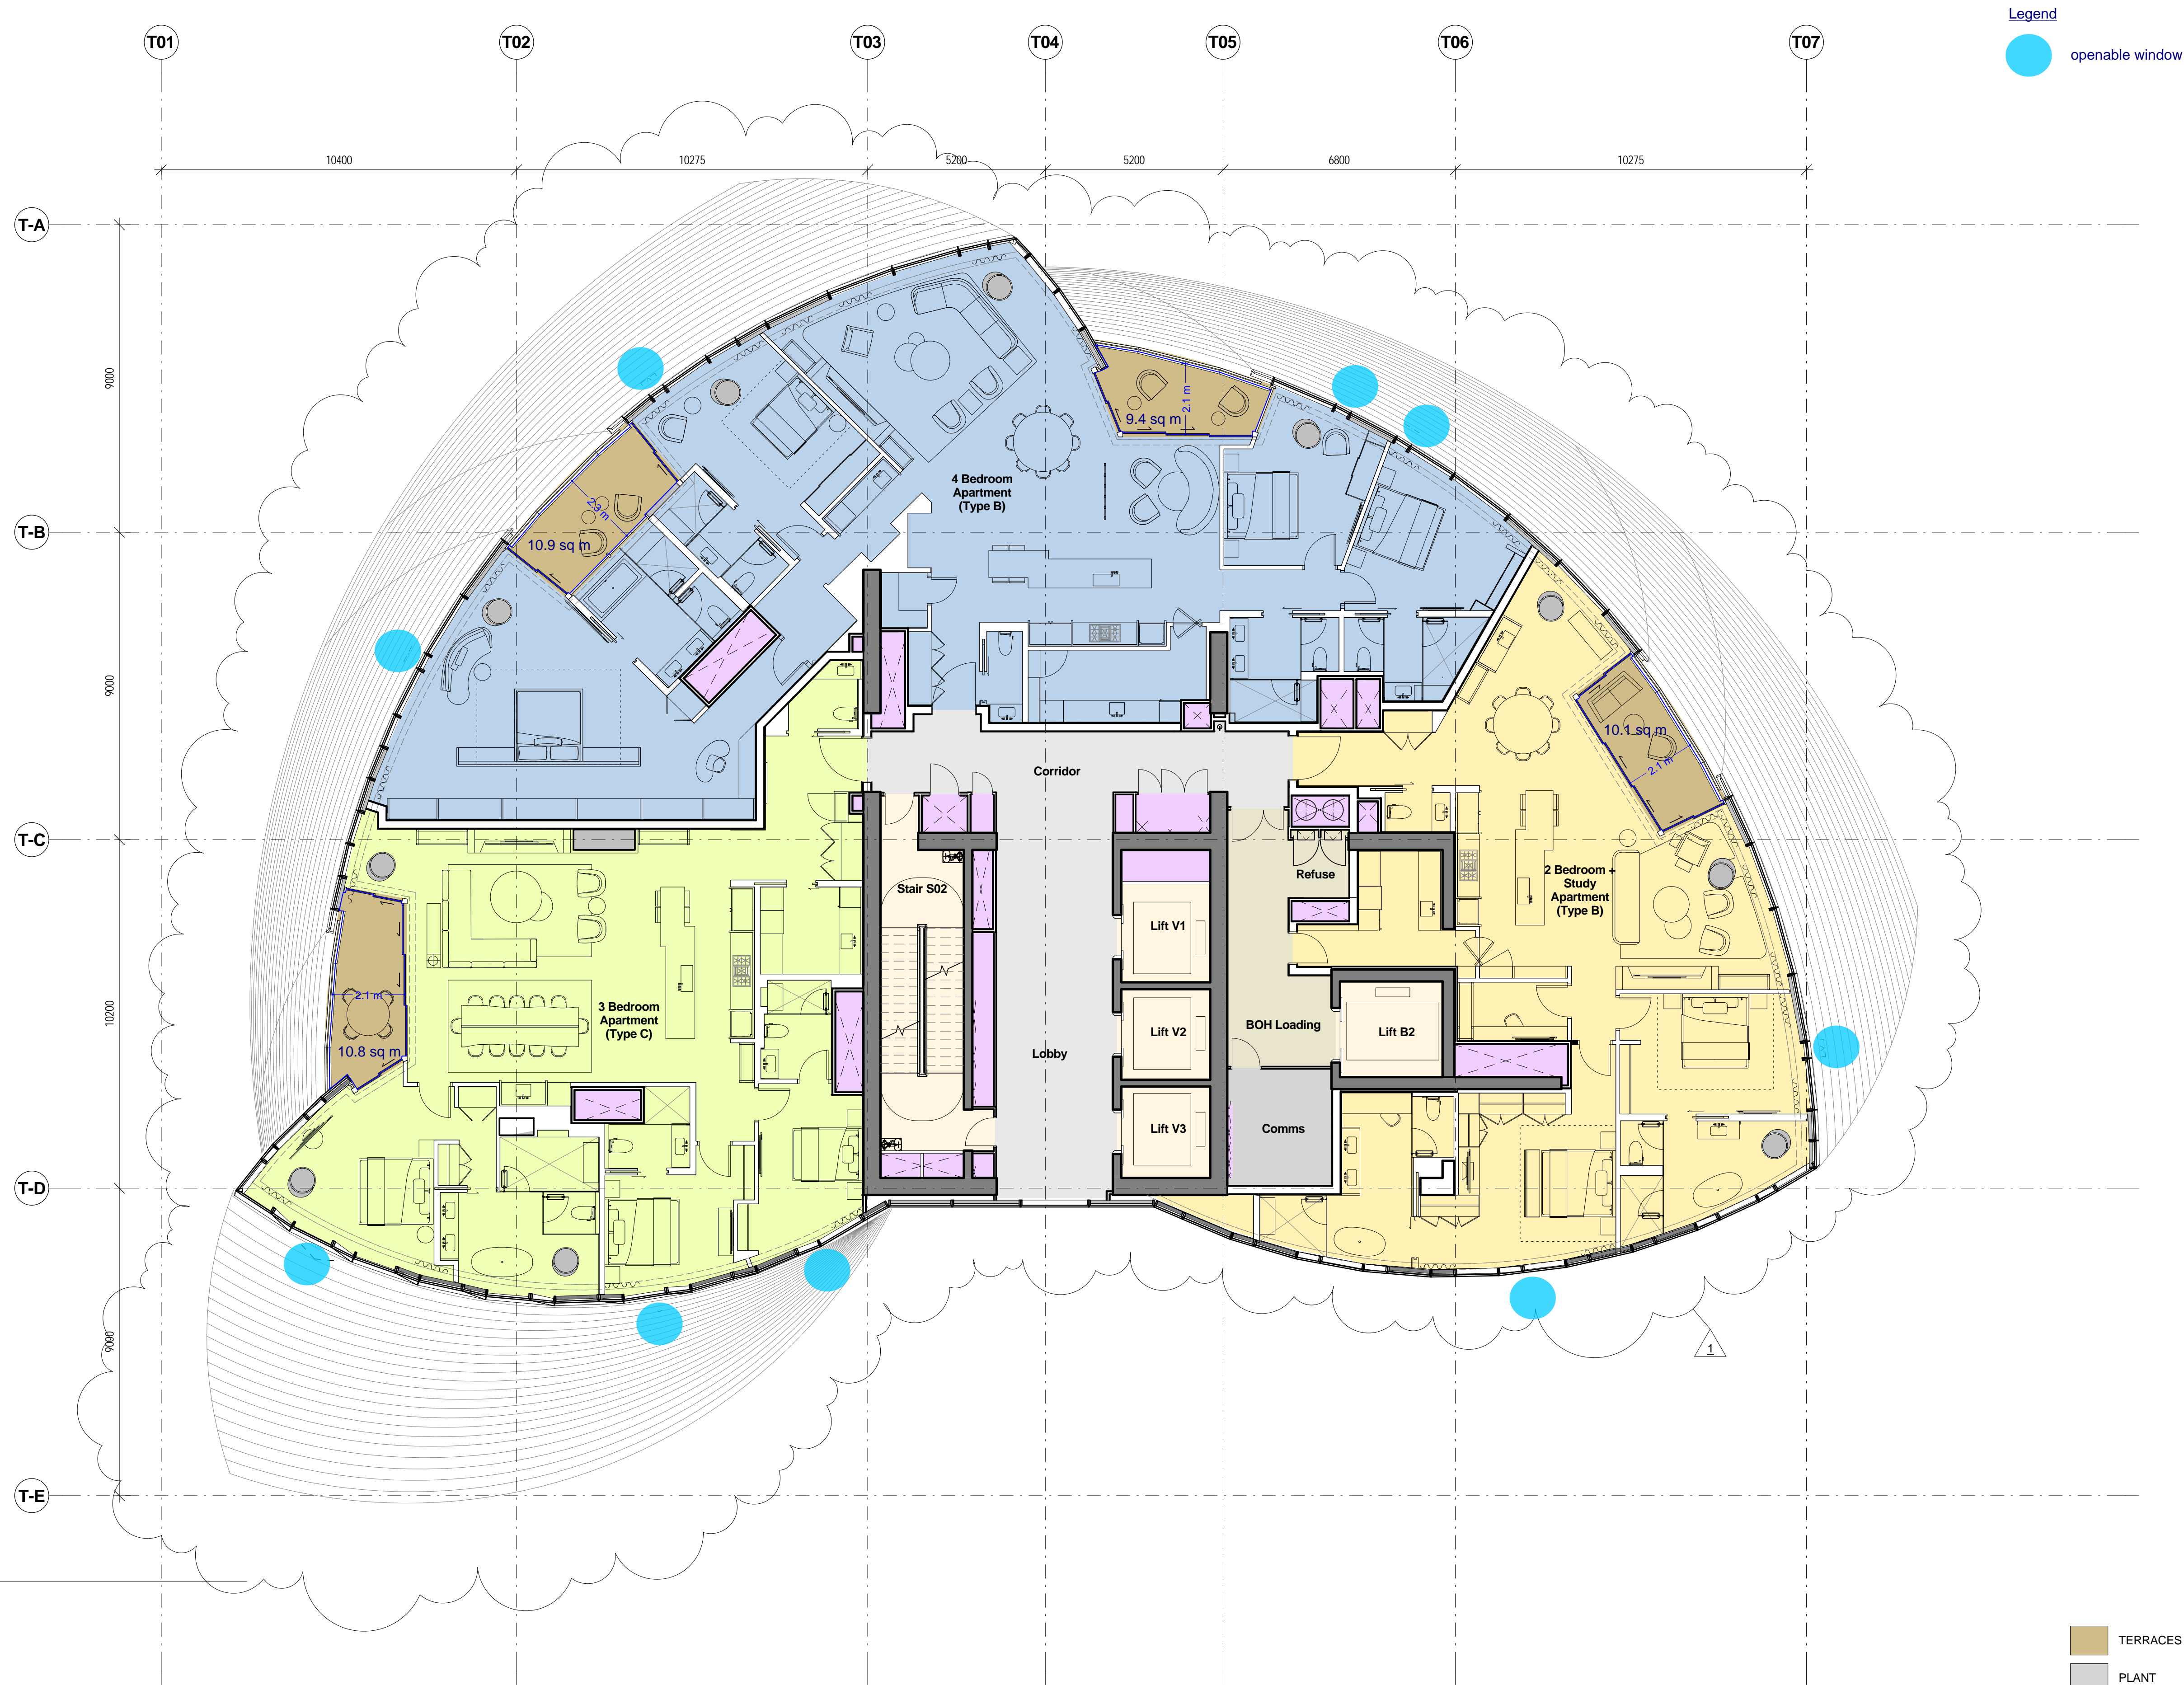 Legend
openable window
T01
T02
T03
T04
T05
T06
T07
10400
10275
5200
5200
6800
10275
T-A
9000
T-B
9000
T-C
10200
T-D
9090
T-E
9.4 sq m
2.1 m
4 Bedroom
Apartment
(Type B)
2.3 m
10.9 sq m
10.1 sq m
2.1 m
Corridor
Stair S02
Refuse
2 Bedroom +
Study
Apartment
(Type B)
Lift V1
2.1 m
3 Bedroom
Apartment
(Type C)
10.8 sq m
Lift V2
BOH Loading
Lift B2
Lobby
Lift V3
Comms
1
TERRACES
PLANT